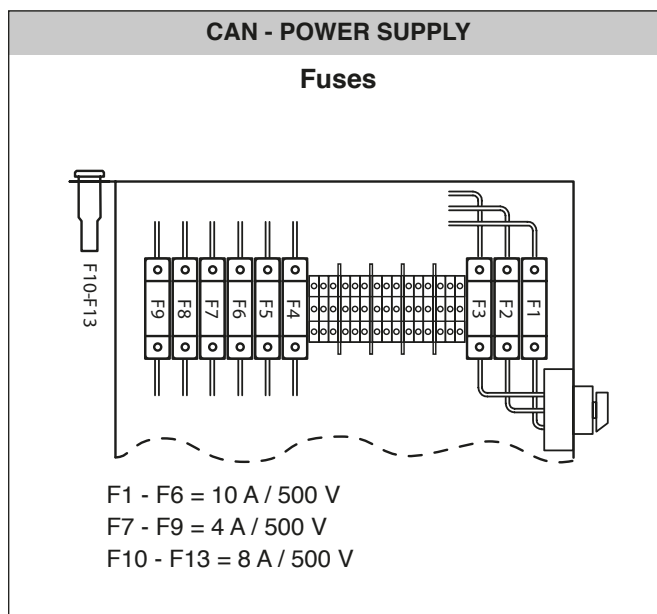 CAN - POWER SUPPLY
Fuses
F10-F13
F9
F8
F7
F6
F5
F4
F3
F2
F1
F1 - F6 = 10 A / 500 V
F7 - F9 = 4 A / 500 V
F10 - F13 = 8 A / 500 V